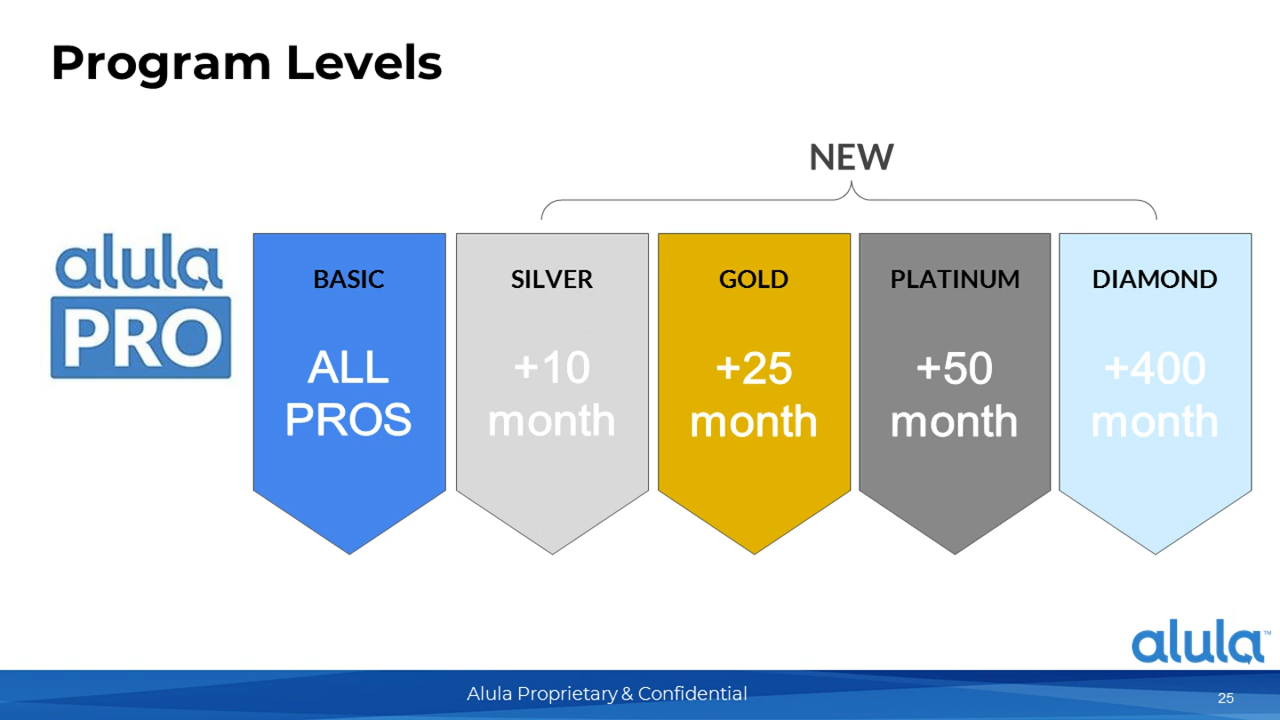 Program Levels
NEW
alula
PRO
BASIC
ALL
PROS
SILVER
+10
month
GOLD
+25
month
PLATINUM
+50
month
DIAMOND
+400
month
alula™
Alula Proprietary & Confidential
25